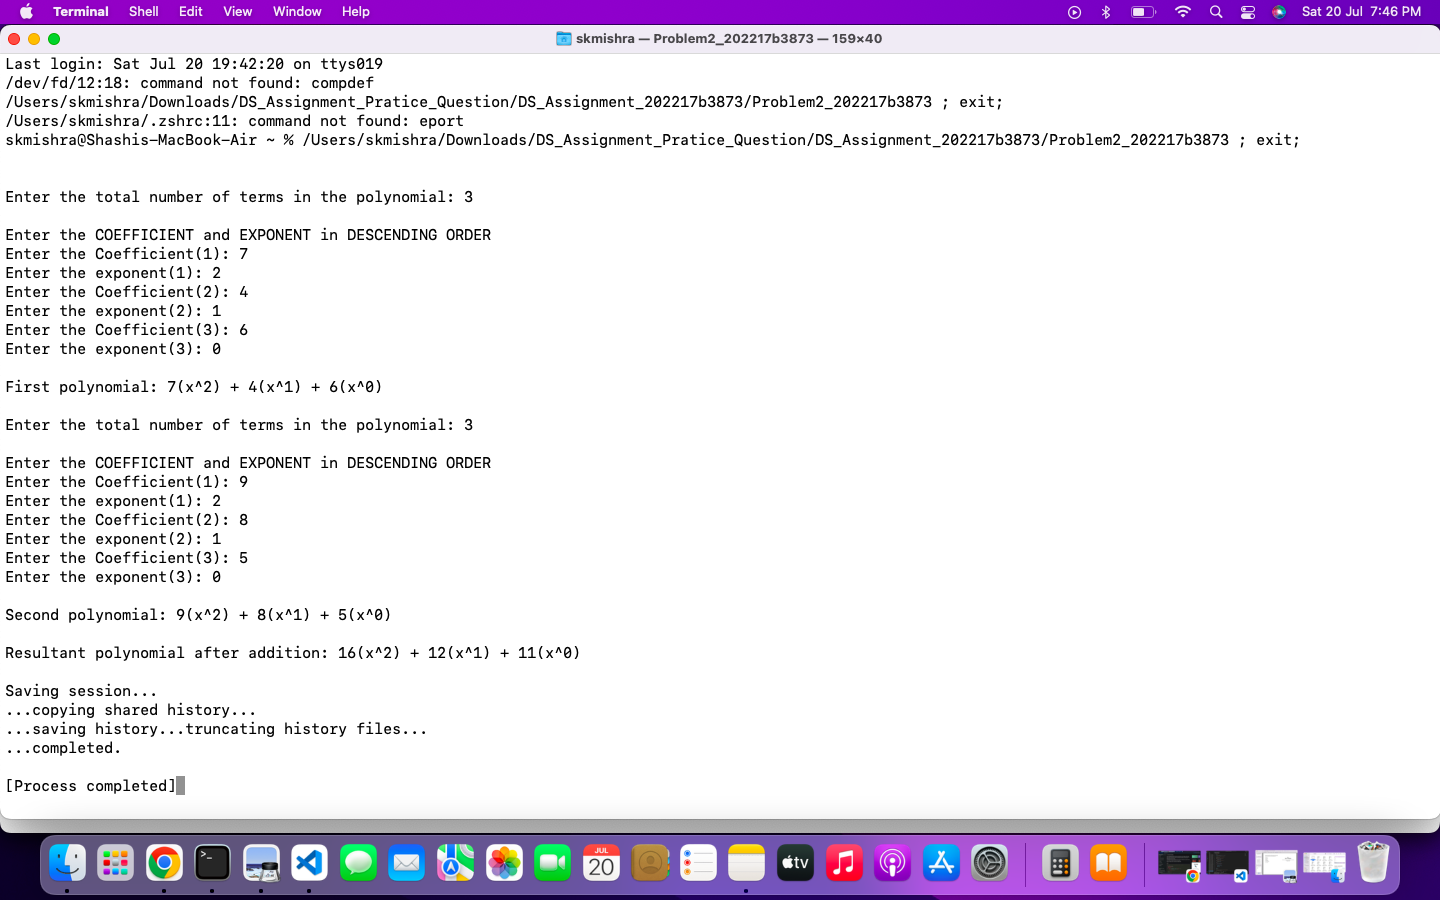 Terminal Shell Edit View Window Help Sat 20 Jul 7:46 PM
skmishra — Problem2_202217b3873 — 159×40
Last login: Sat Jul 20 19:42:20 on ttys019
/dev/fd/12:18: command not found: compdef
/Users/skmishra/Downloads/DS_Assignment_Pratice_Question/DS_Assignment_202217b3873/Problem2_202217b3873 ; exit;
/Users/skmishra/.zshrc:11: command not found: eport
skmishra@Shashis-MacBook-Air ~ % /Users/skmishra/Downloads/DS_Assignment_Pratice_Question/DS_Assignment_202217b3873/Problem2_202217b3873 ; exit;
Enter the total number of terms in the polynomial: 3
Enter the COEFFICIENT and EXPONENT in DESCENDING ORDER
Enter the Coefficient(1): 7
Enter the exponent(1): 2
Enter the Coefficient(2): 4
Enter the exponent(2): 1
Enter the Coefficient(3): 6
Enter the exponent(3): 0
First polynomial: 7(x^2) + 4(x^1) + 6(x^0)
Enter the total number of terms in the polynomial: 3
Enter the COEFFICIENT and EXPONENT in DESCENDING ORDER
Enter the Coefficient(1): 9
Enter the exponent(1): 2
Enter the Coefficient(2): 8
Enter the exponent(2): 1
Enter the Coefficient(3): 5
Enter the exponent(3): 0
Second polynomial: 9(x^2) + 8(x^1) + 5(x^0)
Resultant polynomial after addition: 16(x^2) + 12(x^1) + 11(x^0)
Saving session...
...copying shared history...
...saving history...truncating history files...
...completed.
[Process completed]
JUL
20
tv